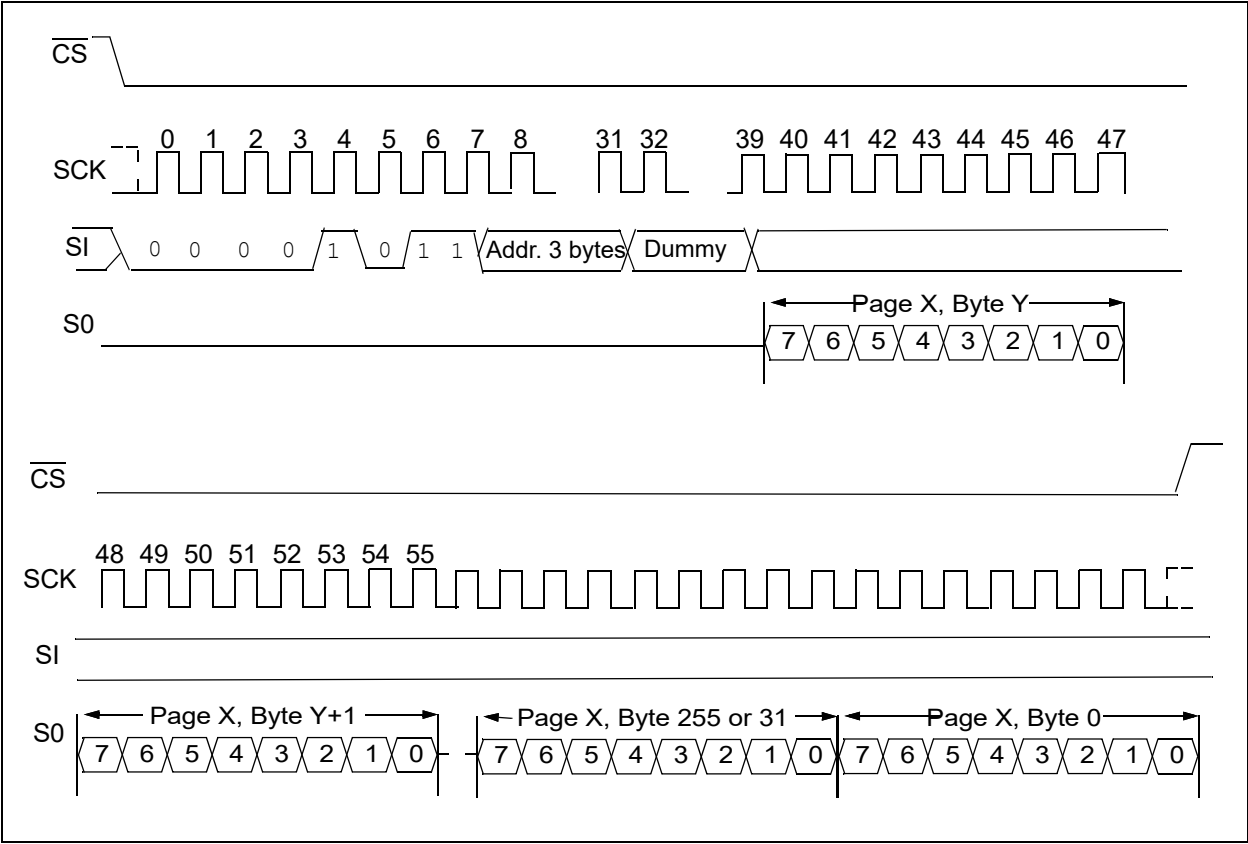 CS
0 1 2 3 4 5 6 7 8 31 32 39 40 41 42 43 44 45 46 47
SCK
SI 0 0 0 0 1 0 1 1 Addr. 3 bytes Dummy
Page X, Byte Y
S0
7 6 5 4 3 2 1 0
CS
48 49 50 51 52 53 54 55
SCK
SI
Page X, Byte Y+1 Page X, Byte 255 or 31 Page X, Byte 0
S0
7 6 5 4 3 2 1 0 7 6 5 4 3 2 1 0 7 6 5 4 3 2 1 0